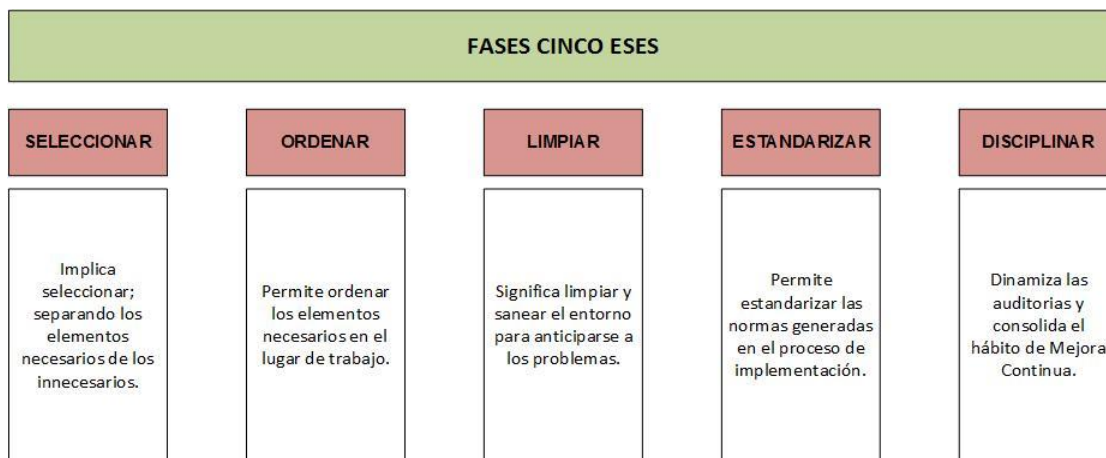 FASES CINCO ESES
SELECCIONAR
ORDENAR
LIMPIAR
ESTANDARIZAR
DISCIPLINAR
Implica
seleccionar;
separando los
elementos
necesarios de los
innecesarios.
Permite ordenar
los elementos
necesarios en el
lugar de trabajo.
Significa limpiar y
sanear el entorno
para anticiparse a
los problemas.
Permite
estandarizar las
normas generadas
en el proceso de
implementación.
Dinamiza las
auditorias y
consolida el
hábito de Mejora
Continua.